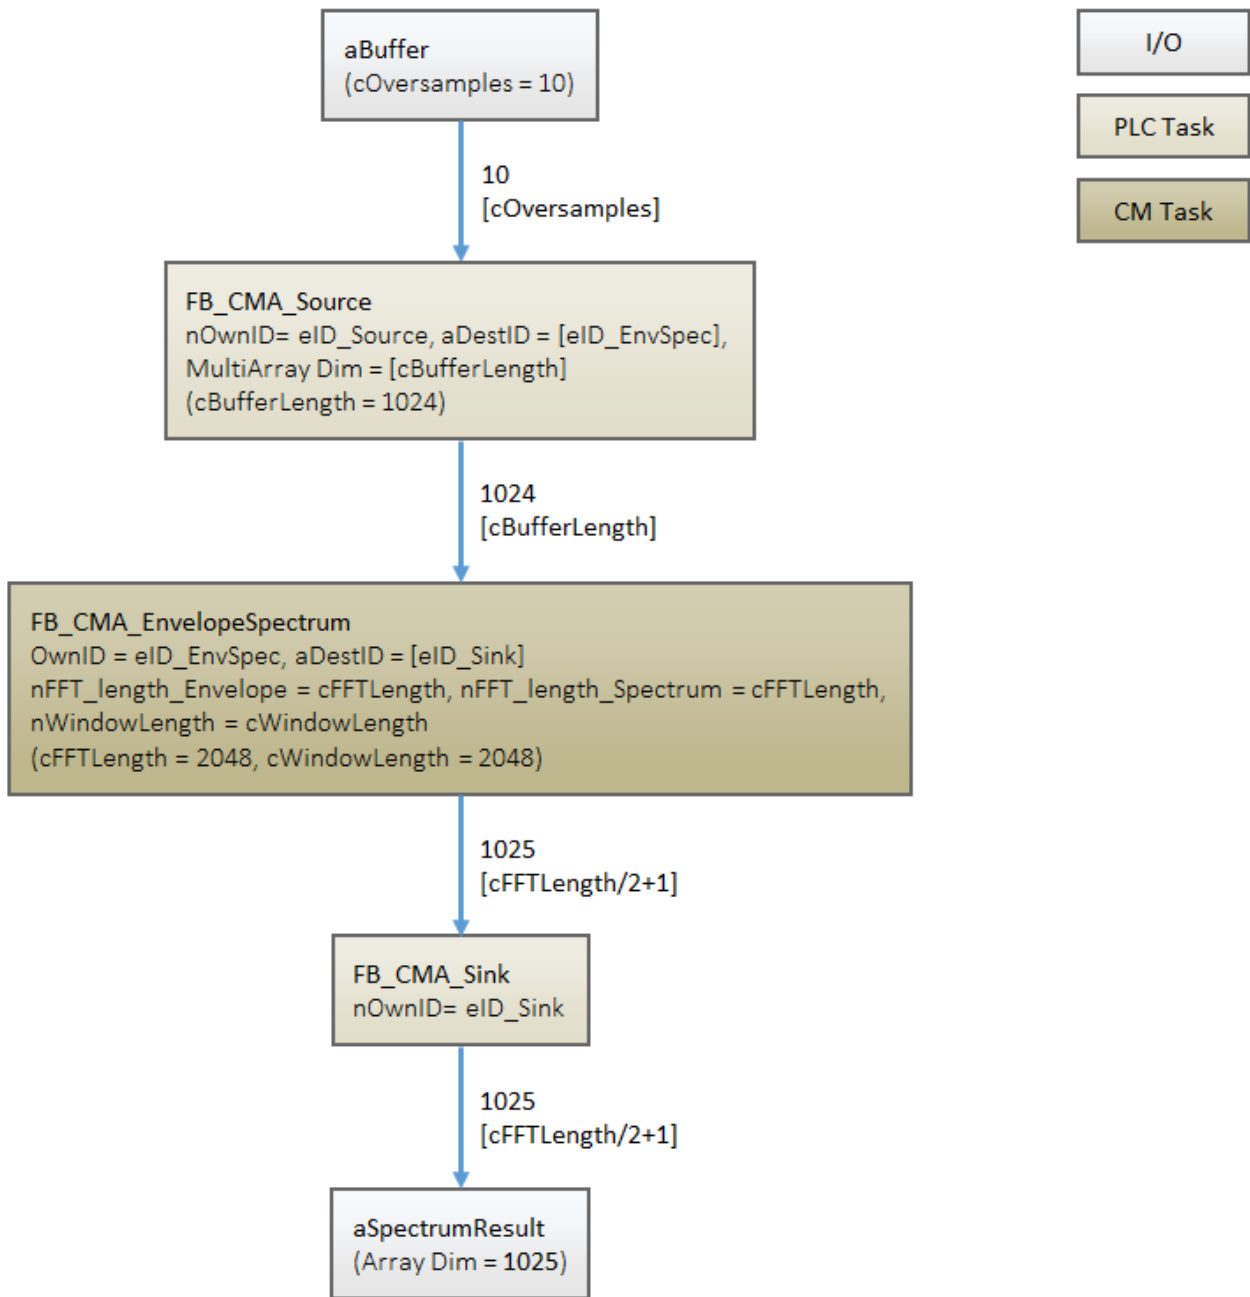 aBuffer
(cOversamples = 10)
I/O
PLC Task
CM Task
10
[cOversamples]
FB_CMA_Source
nOwnID= eID_Source, aDestID = [eID_EnvSpec],
MultiArray Dim = [cBufferLength]
(cBufferLength = 1024)
1024
[cBufferLength]
FB_CMA_EnvelopeSpectrum
OwnID = eID_EnvSpec, aDestID = [eID_Sink]
nFFT_length_Envelope = cFFTLength, nFFT_length_Spectrum = cFFTLength,
nWindowLength = cWindowLength
(cFFTLength = 2048, cWindowLength = 2048)
1025
[cFFTLength/2+1]
FB_CMA_Sink
nOwnID= eID_Sink
1025
[cFFTLength/2+1]
aSpectrumResult
(Array Dim = 1025)